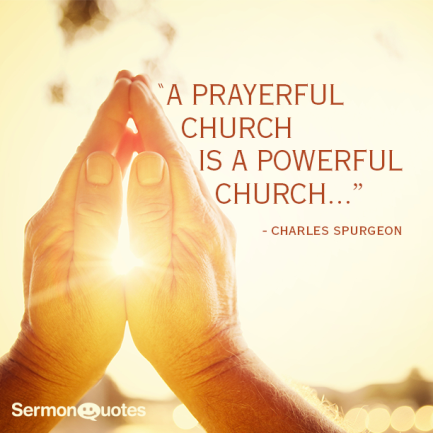 “A PRAYERFUL
CHURCH
IS A POWERFUL
CHURCH...”
- CHARLES SPURGEON
SermonQuotes